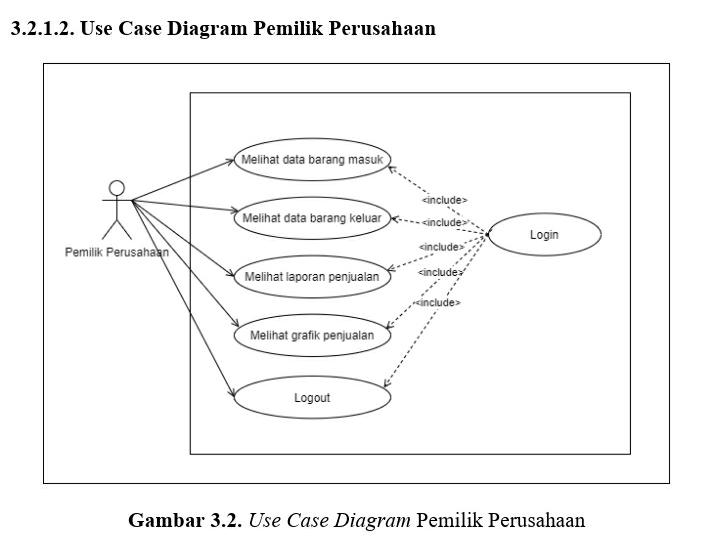 3.2.1.2. Use Case Diagram Pemilik Perusahaan
Melihat data barang masuk
<include>
Melihat data barang keluar
<include>
Login
Pemilik Perusahaan
<include>
Melihat laporan penjualan
<include>
<include>
Melihat grafik penjualan
Logout
Gambar 3.2. Use Case Diagram Pemilik Perusahaan